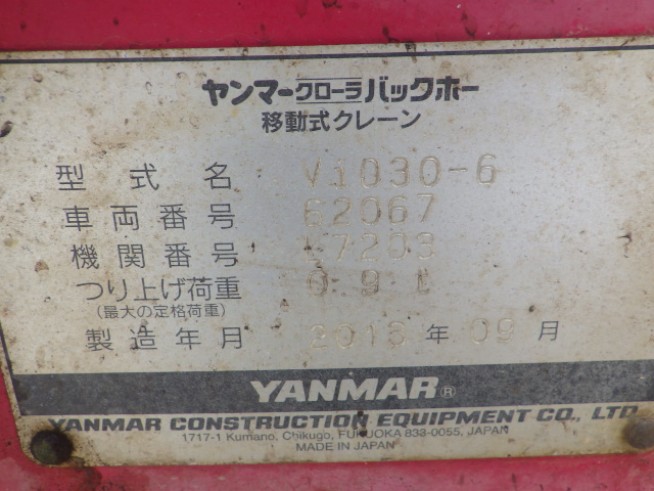 ヤンマークローラバックホー
移動式クレーン
型式名 Vi030-6
車両番号 62067
機関番号
つり上げ荷重
(最大の定格荷重)
製造年月 年09月
YANMAR®
YANMAR CONSTRUCTION EQUIPMENT CO., LTD.
1717-1 Kumano, Chikugo, FUKUOKA 833-0055, JAPAN
MADE IN JAPAN